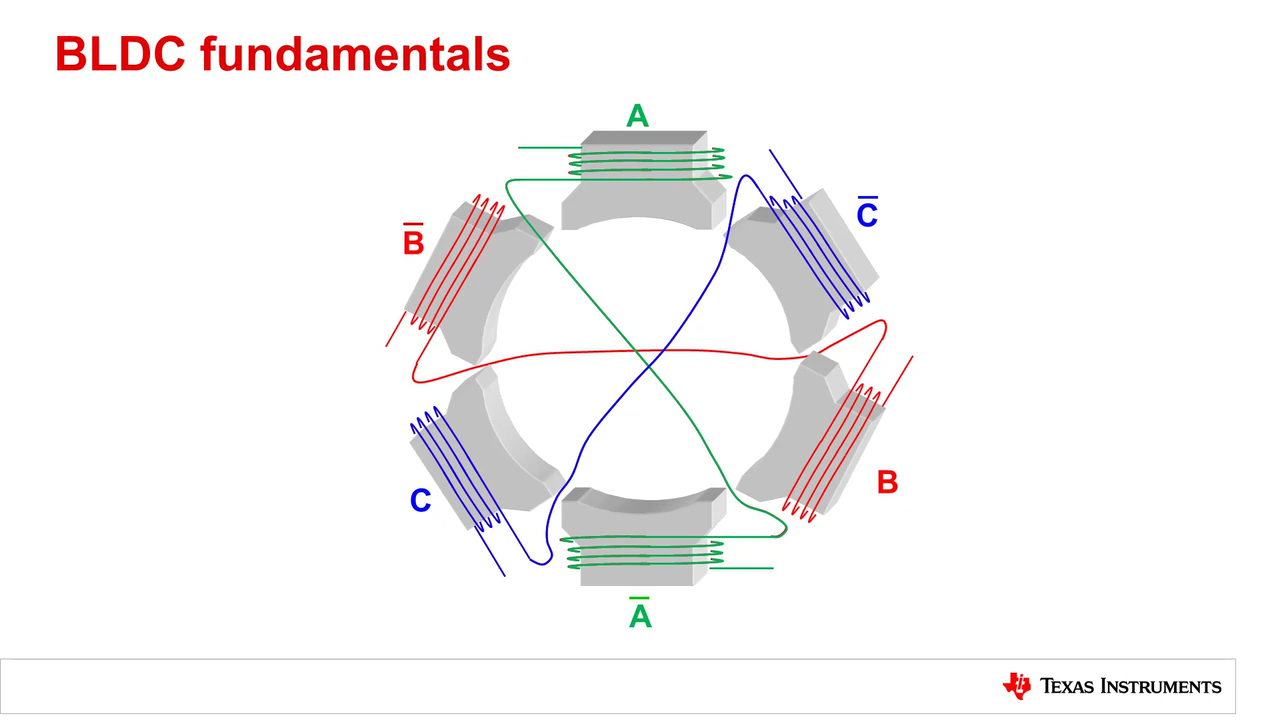 BLDC fundamentals
A
C̅
B̅
B
C
A̅
TEXAS INSTRUMENTS